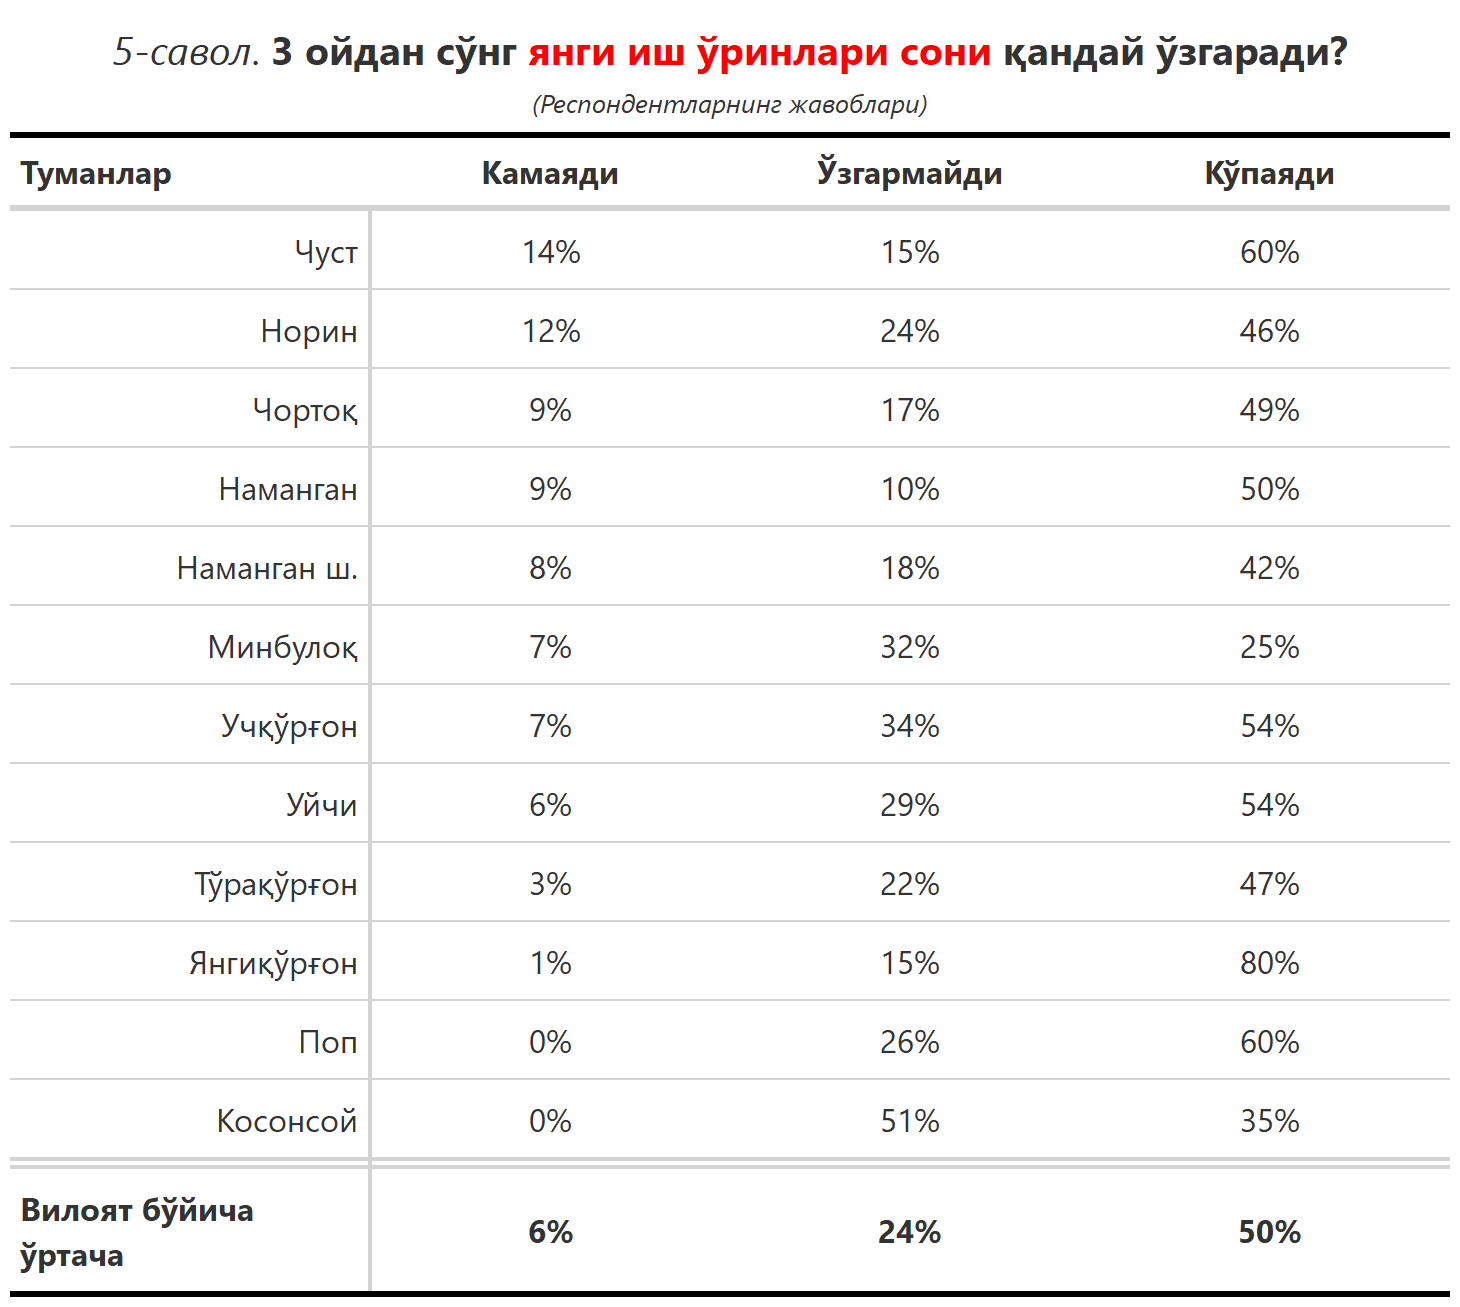 5-савол. 3 ойдан сўнг янги иш ўринлари сони қандай ўзгаради?
(Респондентларнинг жавоблари)
Туманлар Камаяди Ўзгармайди Кўпаяди
Чуст 14% 15% 60%
Норин 12% 24% 46%
Чортоқ 9% 17% 49%
Наманган 9% 10% 50%
Наманган ш. 8% 18% 42%
Минбулоқ 7% 32% 25%
Учқўрғон 7% 34% 54%
Уйчи 6% 29% 54%
Тўрақўрғон 3% 22% 47%
Янгиқўрғон 1% 15% 80%
Поп 0% 26% 60%
Косонсой 0% 51% 35%
Вилоят бўйича
ўртача 6% 24% 50%